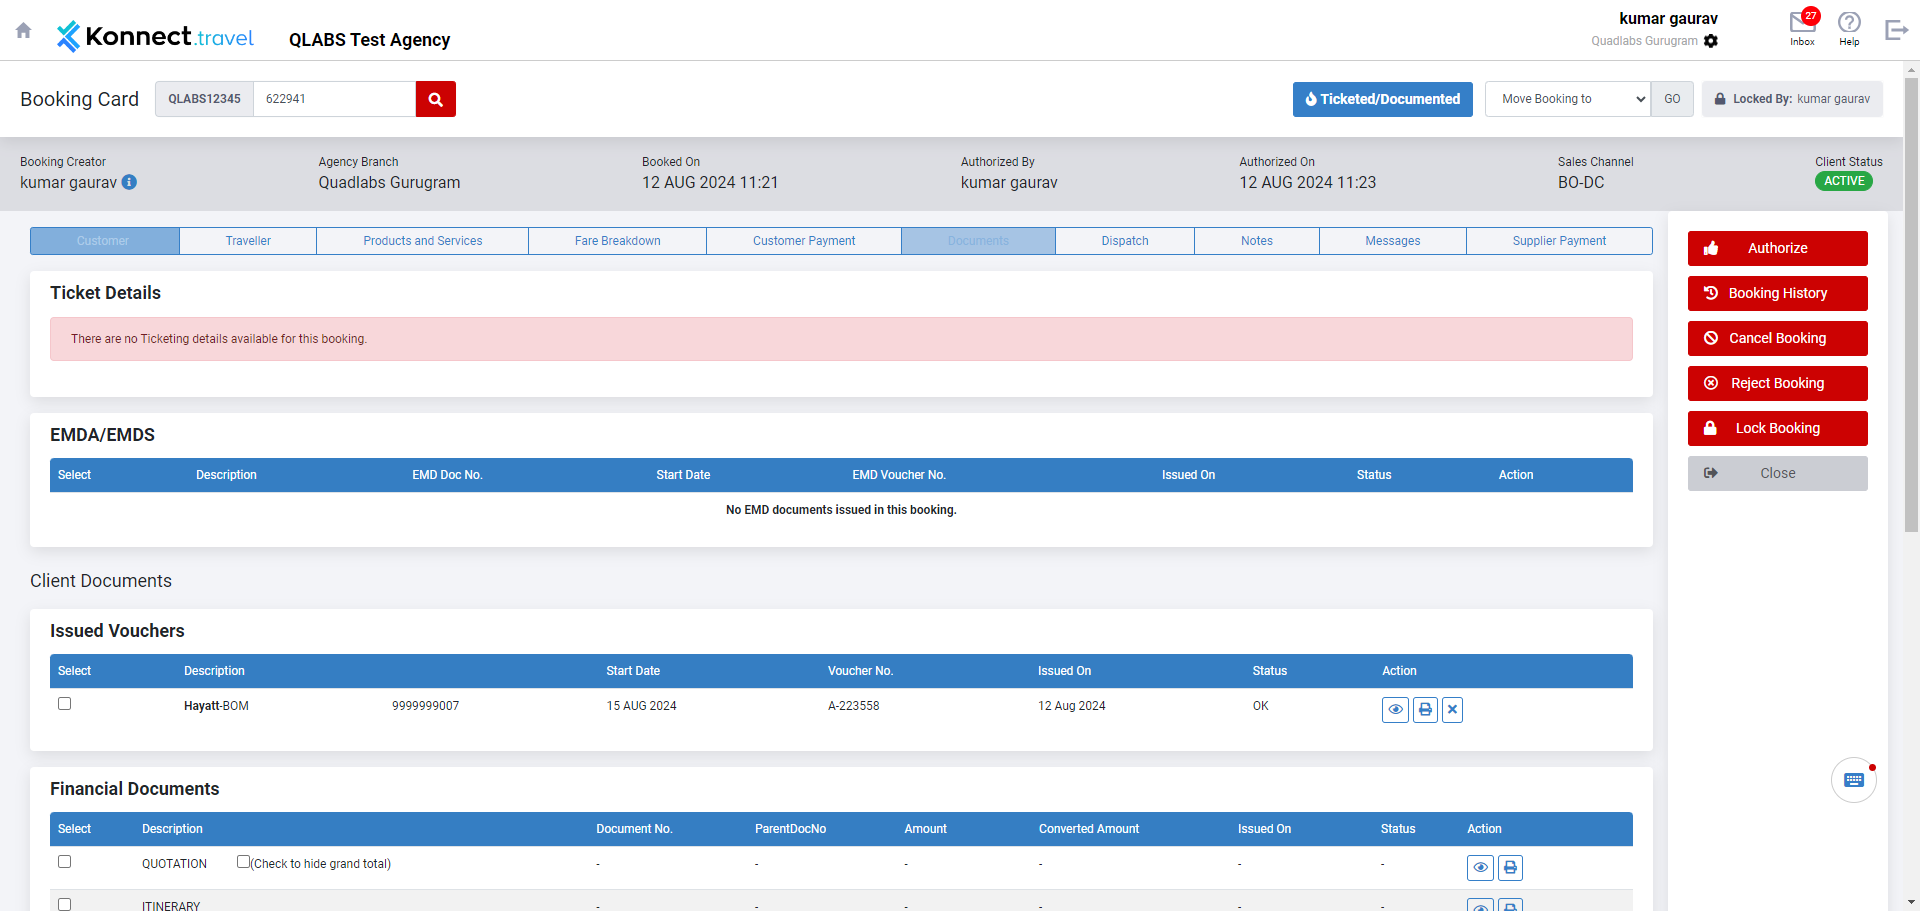 Konnect.travel
QLABS Test Agency
kumar gaurav
Quadlabs Gurugram
27
Inbox
Help
Booking Card
QLABS12345
622941
Ticketed/Documented
Move Booking to
GO
Locked By: kumar gaurav
Booking Creator
kumar gaurav
Agency Branch
Quadlabs Gurugram
Booked On
12 AUG 2024 11:21
Authorized By
kumar gaurav
Authorized On
12 AUG 2024 11:23
Sales Channel
BO-DC
Client Status
ACTIVE
Customer Traveller Products and Services Fare Breakdown Customer Payment Documents Dispatch Notes Messages Supplier Payment
Authorize
Booking History
Cancel Booking
Reject Booking
Lock Booking
Close
Ticket Details
There are no Ticketing details available for this booking.
EMDA/EMDS
Select Description EMD Doc No. Start Date EMD Voucher No. Issued On Status Action
No EMD documents issued in this booking.
Client Documents
Issued Vouchers
Select Description Start Date Voucher No. Issued On Status Action
Hayatt-BOM 9999999007 15 AUG 2024 A-223558 12 Aug 2024 OK
Financial Documents
Select Description Document No. ParentDocNo Amount Converted Amount Issued On Status Action
QUOTATION (Check to hide grand total) - - - - - -
ITINERARY - - - - - -